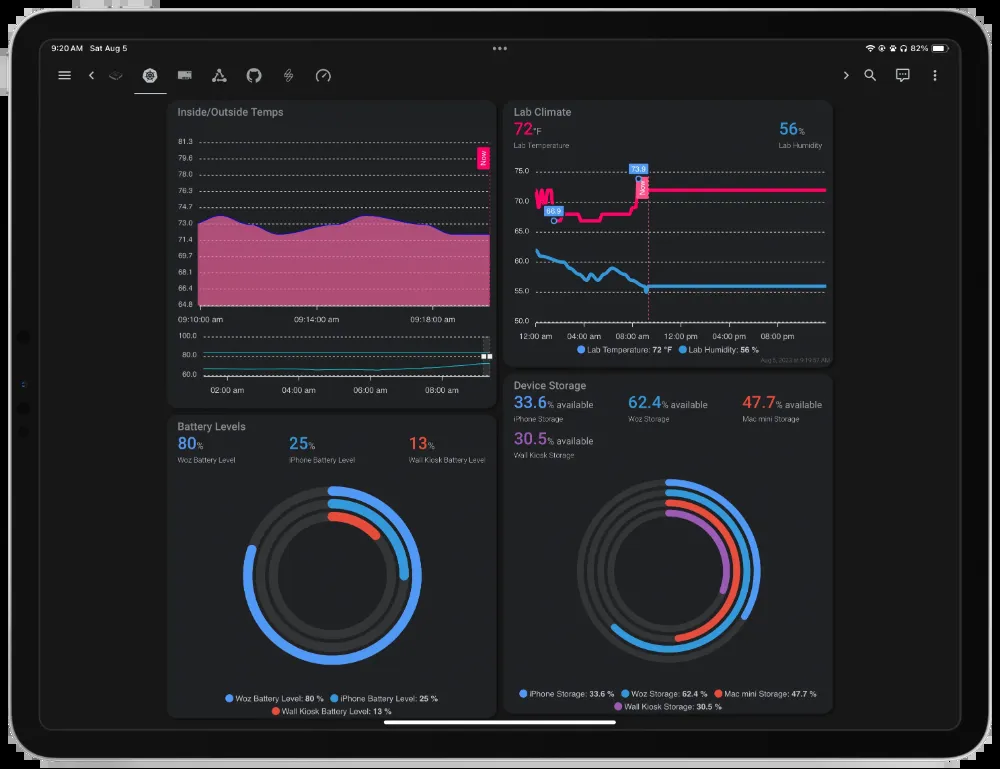 9:20 AM Sat Aug 5
82%
Inside/Outside Temps
81.3
79.6
78.0
76.3
74.7
73.0
71.4
69.7
68.1
66.4
64.8
Now
09:10:00 am 09:14:00 am 09:18:00 am
100.0
80.0
60.0
02:00 am 04:00 am 06:00 am 08:00 am
Lab Climate
72°F 56%
Lab Temperature Lab Humidity
75.0
70.0
65.0
60.0
55.0
50.0
73.9
Now
66.9
12:00 am 04:00 am 08:00 am 12:00 pm 04:00 pm 08:00 pm
Lab Temperature: 72 °F Lab Humidity: 56 %
Battery Levels
80% 25% 13%
Woz Battery Level iPhone Battery Level Wall Kiosk Battery Level
Woz Battery Level: 80 % iPhone Battery Level: 25 %
Wall Kiosk Battery Level: 13 %
Device Storage
33.6% available 62.4% available 47.7% available
iPhone Storage Woz Storage Mac mini Storage
30.5% available
Wall Kiosk Storage
iPhone Storage: 33.6 % Woz Storage: 62.4 % Mac mini Storage: 47.7 %
Wall Kiosk Storage: 30.5 %